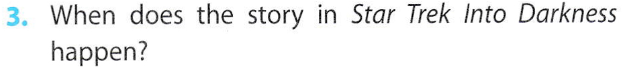 3. When does the story in Star Trek Into Darkness
happen?